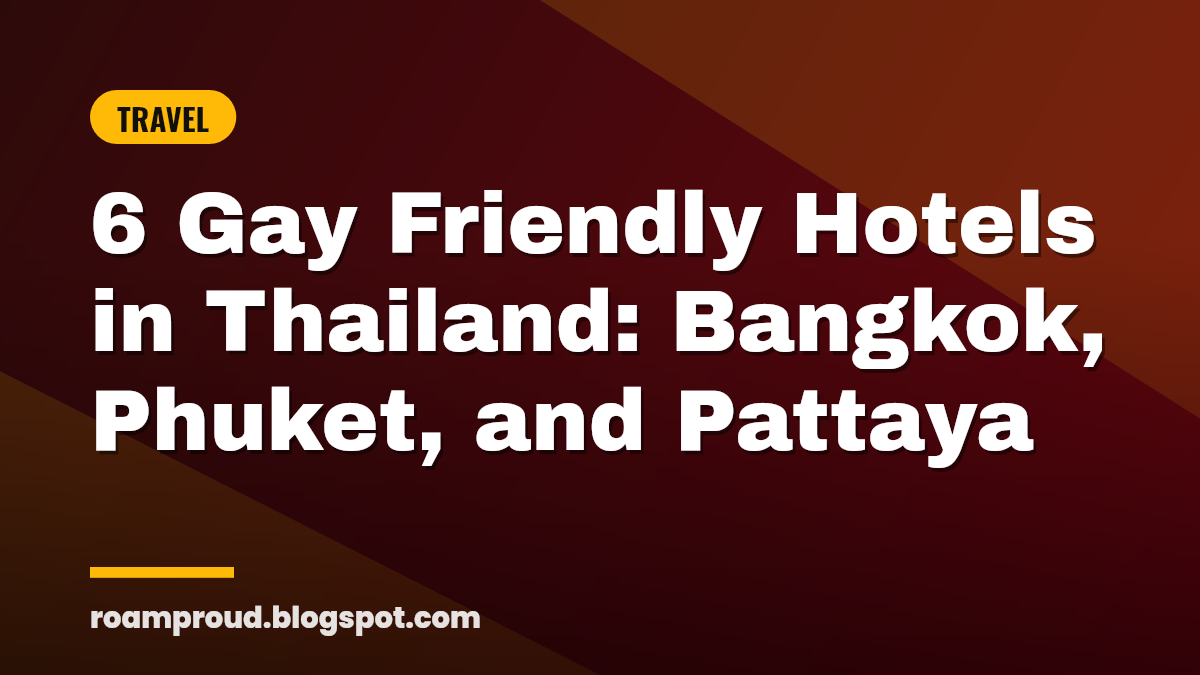 TRAVEL
6 Gay Friendly Hotels
in Thailand: Bangkok,
Phuket, and Pattaya
roamproud.blogspot.com